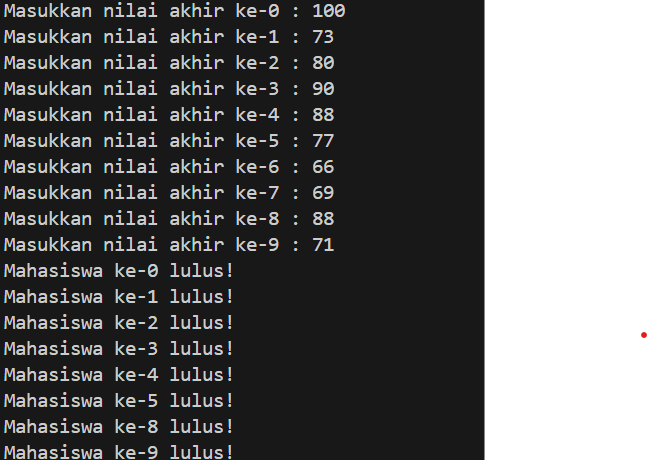 Masukkan nilai akhir ke-0 : 100
Masukkan nilai akhir ke-1 : 73
Masukkan nilai akhir ke-2 : 80
Masukkan nilai akhir ke-3 : 90
Masukkan nilai akhir ke-4 : 88
Masukkan nilai akhir ke-5 : 77
Masukkan nilai akhir ke-6 : 66
Masukkan nilai akhir ke-7 : 69
Masukkan nilai akhir ke-8 : 88
Masukkan nilai akhir ke-9 : 71
Mahasiswa ke-0 lulus!
Mahasiswa ke-1 lulus!
Mahasiswa ke-2 lulus!
Mahasiswa ke-3 lulus!
Mahasiswa ke-4 lulus!
Mahasiswa ke-5 lulus!
Mahasiswa ke-8 lulus!
Mahasiswa ke-9 lulus!